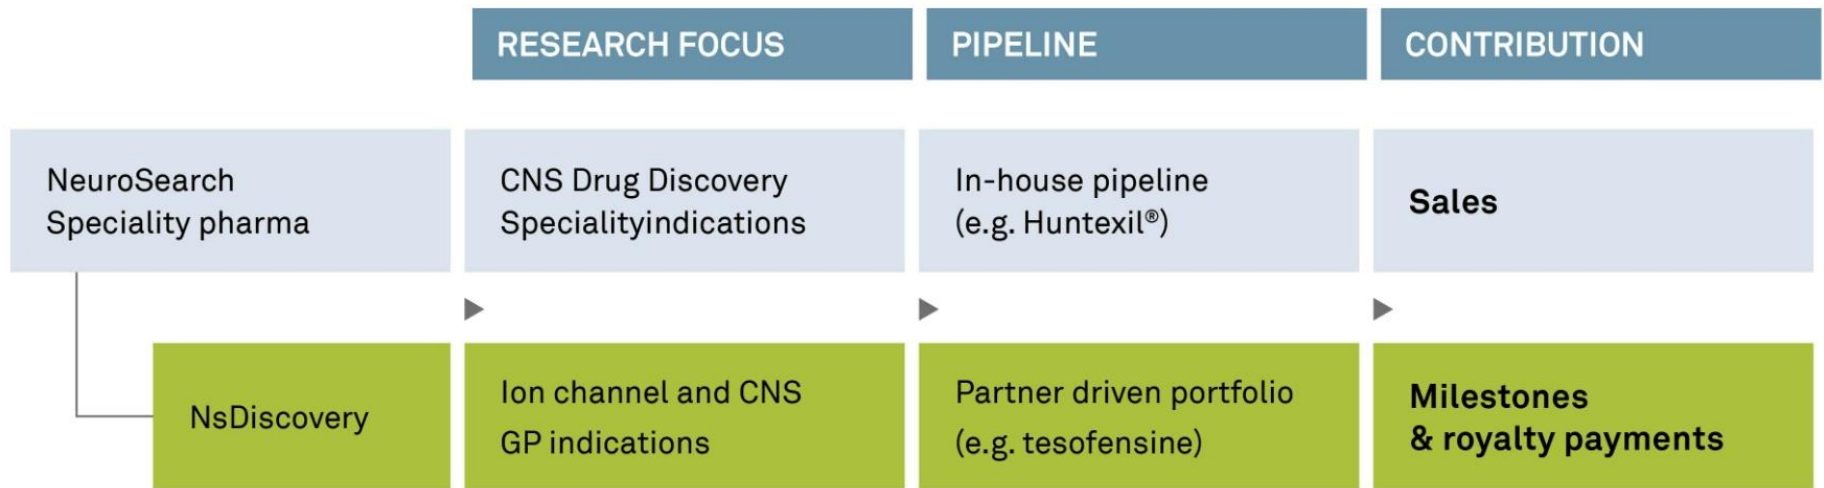 RESEARCH FOCUS
PIPELINE
CONTRIBUTION
NeuroSearch
Speciality pharma
CNS Drug Discovery
Specialityindications
In-house pipeline
(e.g. Huntexil®)
Sales
NsDiscovery
Ion channel and CNS
GP indications
Partner driven portfolio
(e.g. tesofensine)
Milestones
& royalty payments